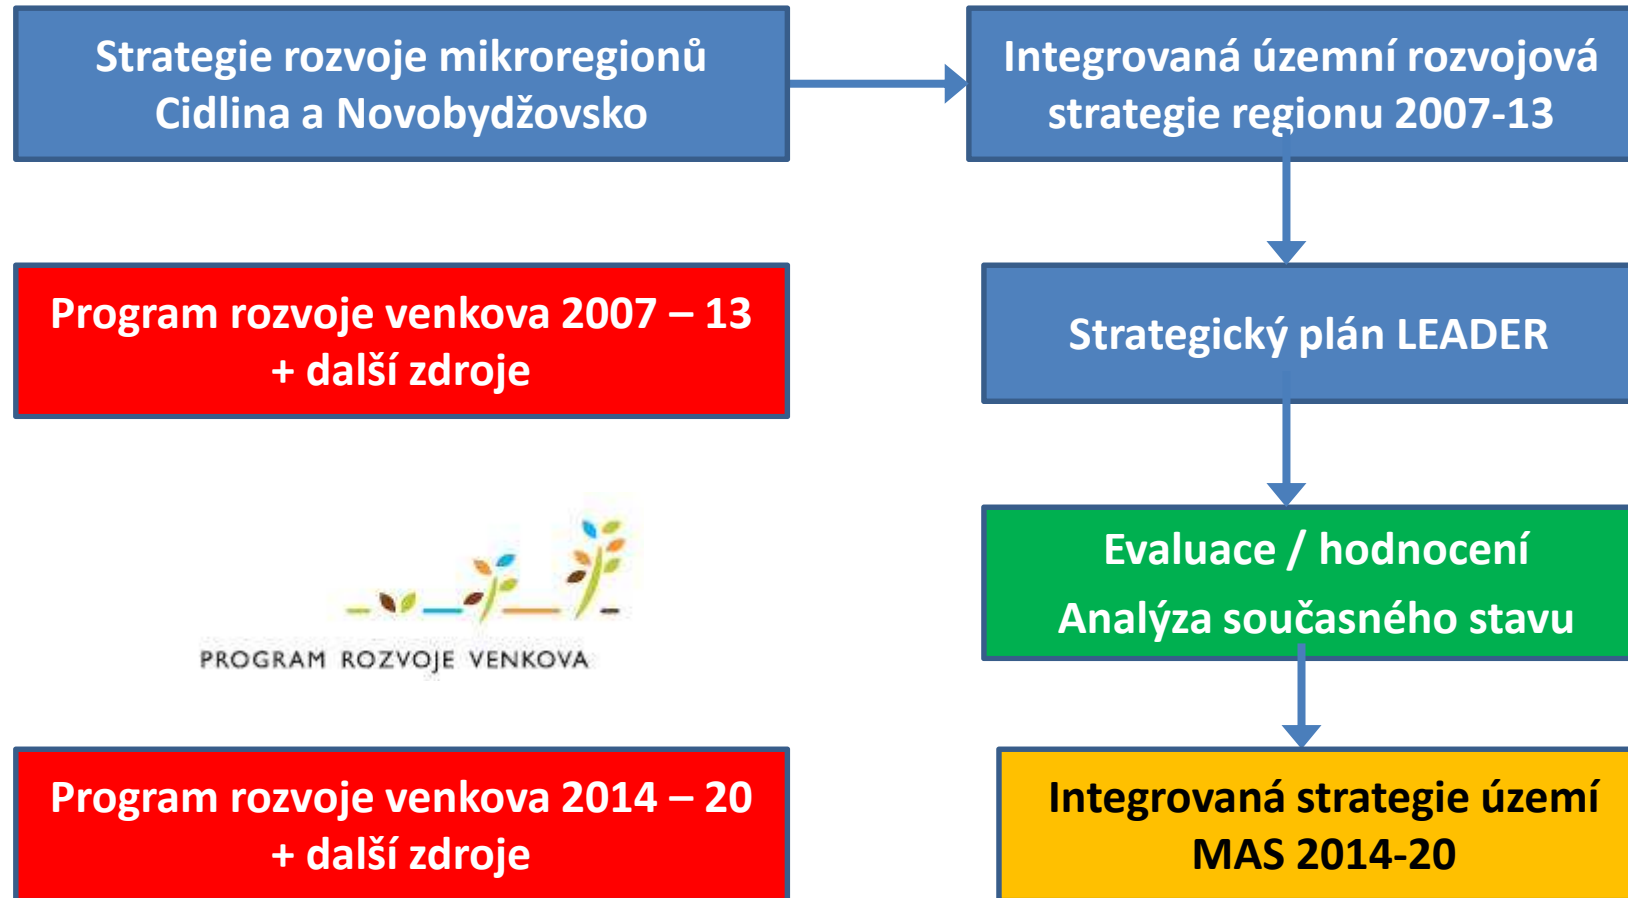 Strategie rozvoje mikroregionů
Cidlina a Novobydžovsko
Integrovaná územní rozvojová
strategie regionu 2007-13
Program rozvoje venkova 2007 – 13
+ další zdroje
Strategický plán LEADER
Evaluace / hodnocení
Analýza současného stavu
PROGRAM ROZVOJE VENKOVA
Program rozvoje venkova 2014 – 20
+ další zdroje
Integrovaná strategie území
MAS 2014-20